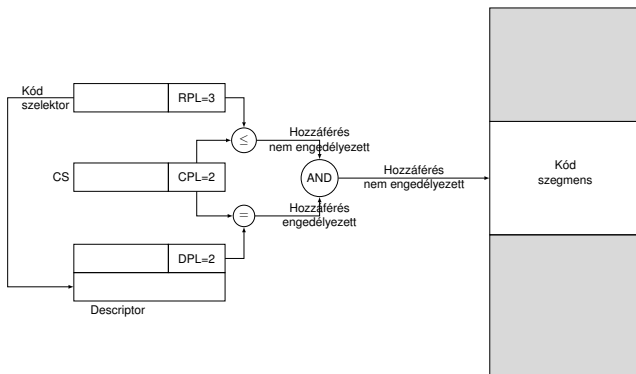 Kód
szelektor
RPL=3
≤
Hozzáférés
nem engedélyezett
CS
CPL=2
AND
Hozzáférés
nem engedélyezett
Kód
szegmens
=
Hozzáférés
engedélyezett
DPL=2
Descriptor